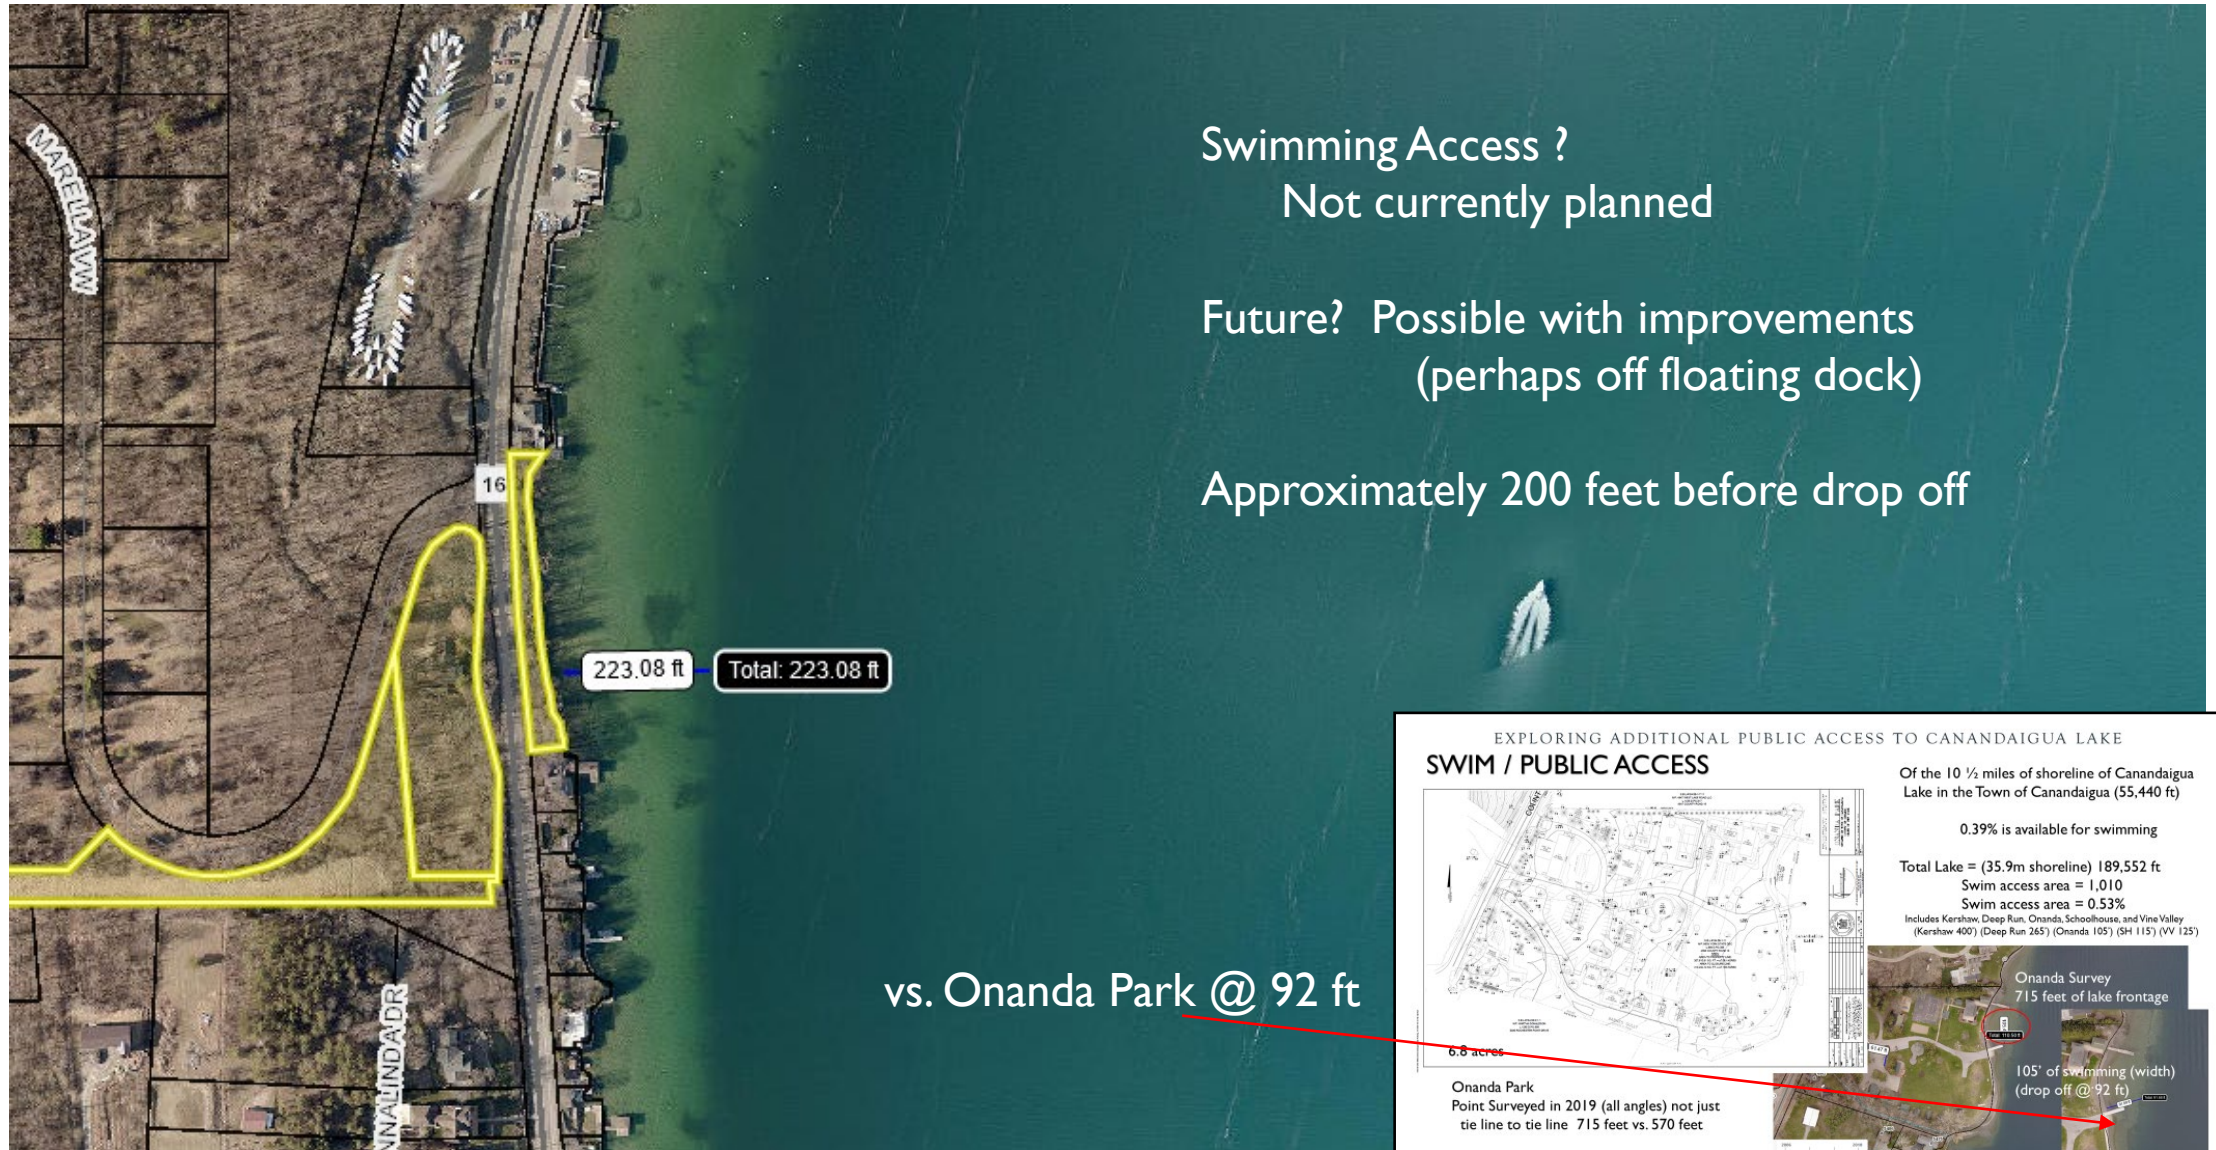 MARELLA VW
Swimming Access ?
Not currently planned
Future? Possible with improvements
(perhaps off floating dock)
16
Approximately 200 feet before drop off
223.08 ft
Total: 223.08 ft
vs. Onanda Park @ 92 ft
NNALINDA DR
EXPLORING ADDITIONAL PUBLIC ACCESS TO CANANDAIGUA LAKE
SWIM / PUBLIC ACCESS
Of the 10 ½ miles of shoreline of Canandaigua
Lake in the Town of Canandaigua (55,440 ft)
0.39% is available for swimming
Total Lake = (35.9m shoreline) 189,552 ft
Swim access area = 1,010
Swim access area = 0.53%
Includes Kershaw, Deep Run, Onanda, Schoolhouse, and Vine Valley
(Kershaw 400') (Deep Run 265') (Onanda 105') (SH 115') (VV 125')
COUNT
6.8 acres
Onanda Park
Point Surveyed in 2019 (all angles) not just
tie line to tie line 715 feet vs. 570 feet
Onanda Survey
715 feet of lake frontage
105' of swimming (width)
(drop off @ 92 ft)